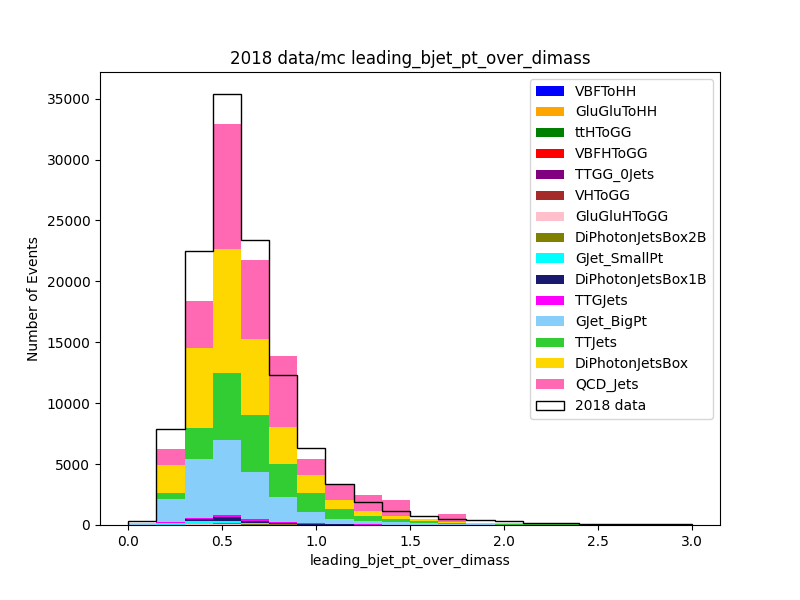 2018 data/mc leading_bjet_pt_over_dimass
35000
30000
25000
20000
15000
10000
5000
0
Number of Events
0.0 0.5 1.0 1.5 2.0 2.5 3.0
leading_bjet_pt_over_dimass
VBFToHH
GluGluToHH
ttHToGG
VBFHToGG
TTGG_0Jets
VHToGG
GluGluHToGG
DiPhotonJetsBox2B
GJet_SmallPt
DiPhotonJetsBox1B
TTGJets
GJet_BigPt
TTJets
DiPhotonJetsBox
QCD_Jets
2018 data